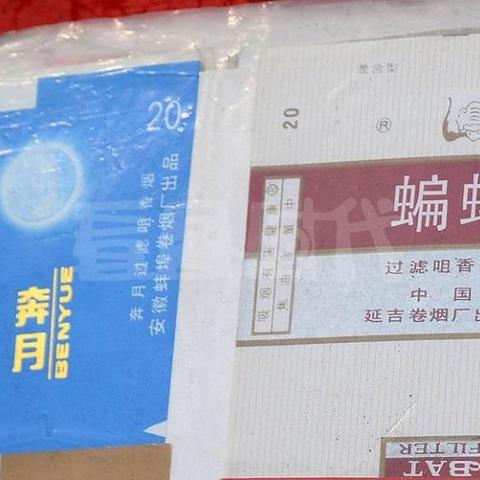 20
奔月
BENYUE
奔月过滤咀香烟
安徽蚌埠卷烟厂出品
混合型
20
®
蝙
吸烟有害健康
焦油含量中
过滤咀香
中国
延吉卷烟厂出
FILTER
BAT